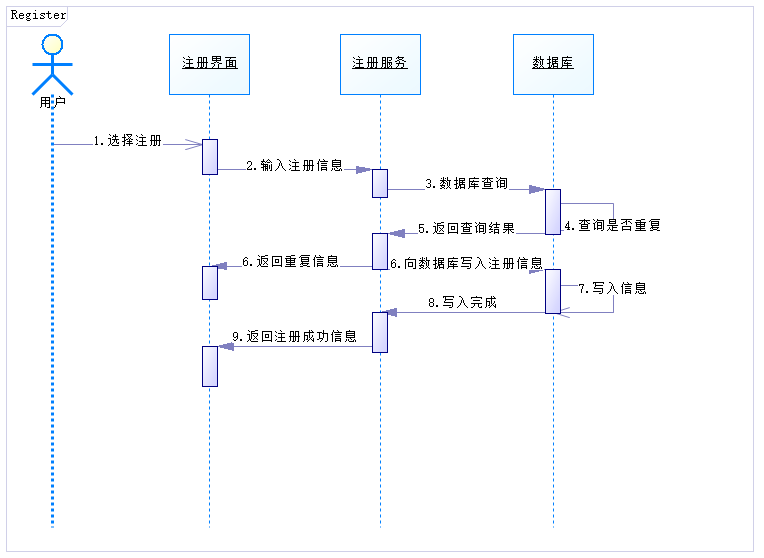 Register
注册界面
注册服务
数据库
用户
1.选择注册
2.输入注册信息
3.数据库查询
4.查询是否重复
5.返回查询结果
6.返回重复信息
6.向数据库写入注册信息
7.写入信息
8.写入完成
9.返回注册成功信息